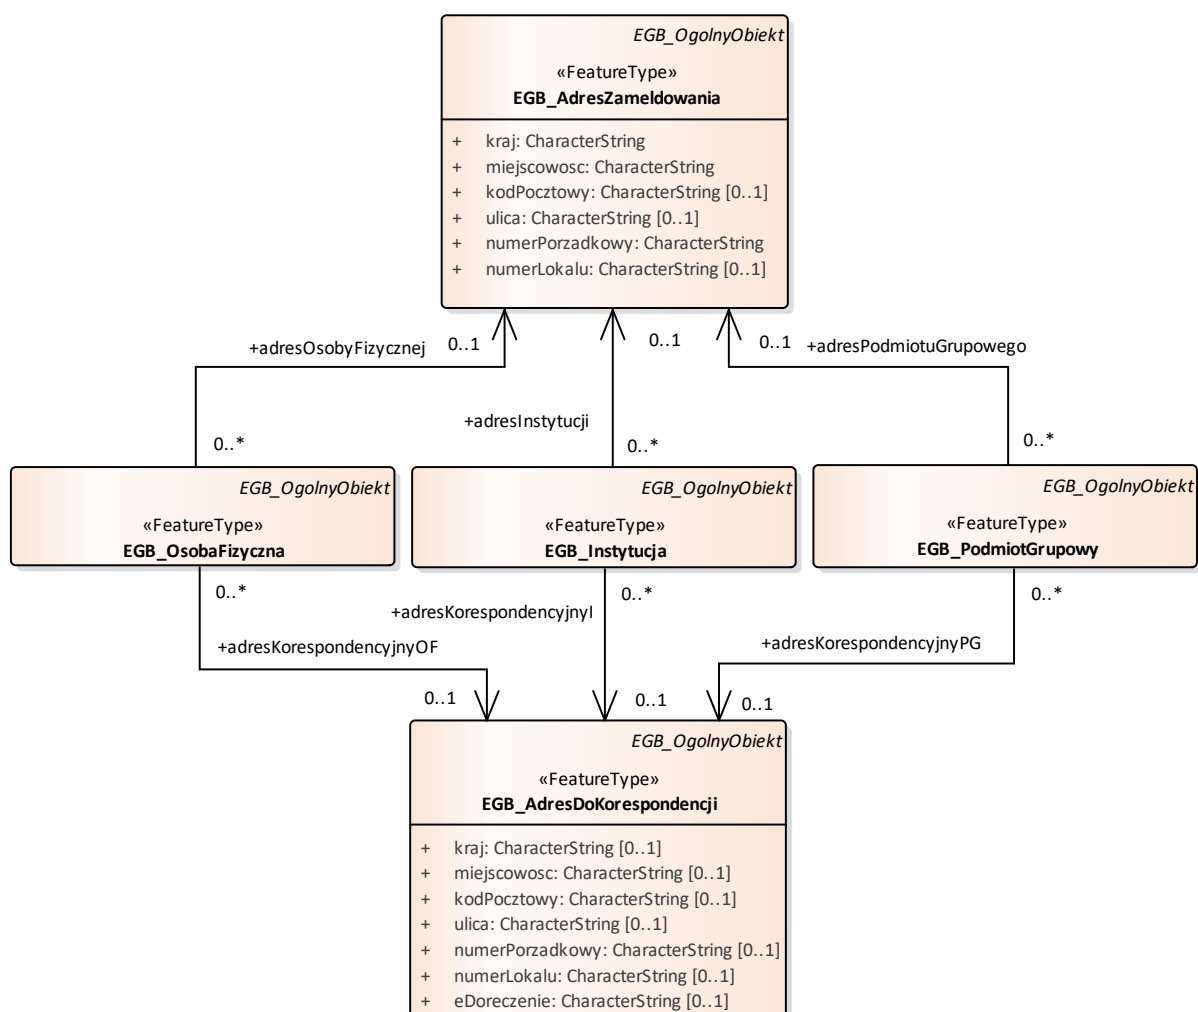 EGB_OgolnyObiekt
«FeatureType»
EGB_AdresZameldowania
+ kraj: CharacterString
+ miejscowosc: CharacterString
+ kodPocztowy: CharacterString [0..1]
+ ulica: CharacterString [0..1]
+ numerPorzadkowy: CharacterString
+ numerLokalu: CharacterString [0..1]
+adresOsobyFizycznej 0..1 0..1 0..1 +adresPodmiotuGrupowego
+adresInstytucji
0..* 0..* 0..*
EGB_OgolnyObiekt
«FeatureType»
EGB_OsobaFizyczna
EGB_OgolnyObiekt
«FeatureType»
EGB_Instytucja
EGB_OgolnyObiekt
«FeatureType»
EGB_PodmiotGrupowy
0..* 0..* 0..*
+adresKorespondencyjnyI
+adresKorespondencyjnyOF +adresKorespondencyjnyPG
0..1 0..1 0..1
EGB_OgolnyObiekt
«FeatureType»
EGB_AdresDoKorespondencji
+ kraj: CharacterString [0..1]
+ miejscowosc: CharacterString [0..1]
+ kodPocztowy: CharacterString [0..1]
+ ulica: CharacterString [0..1]
+ numerPorzadkowy: CharacterString [0..1]
+ numerLokalu: CharacterString [0..1]
+ eDoreczenie: CharacterString [0..1]